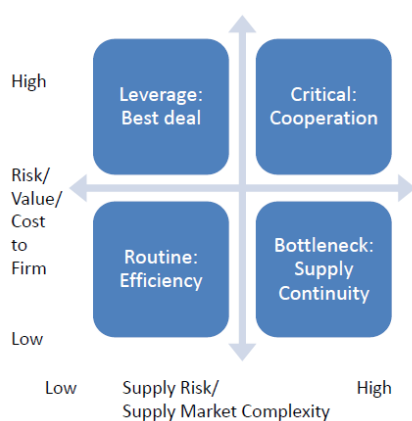 High
Leverage:
Best deal
Critical:
Cooperation
Risk/
Value/
Cost
to
Firm
Routine:
Efficiency
Bottleneck:
Supply
Continuity
Low
Low
Supply Risk/
Supply Market Complexity
High